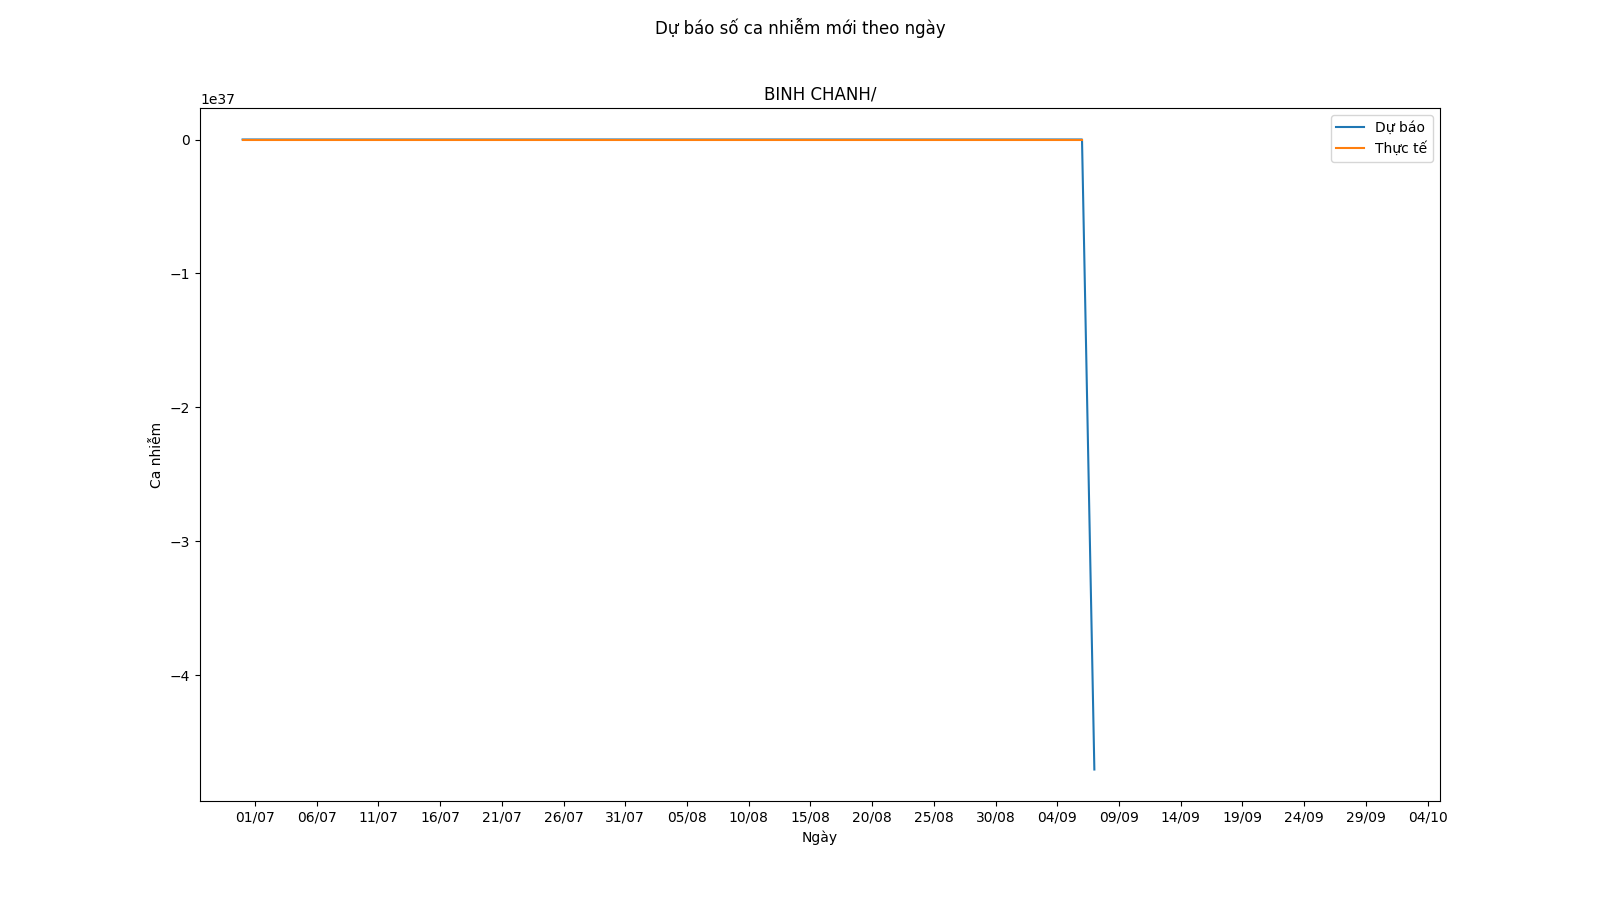 Dự báo số ca nhiễm mới theo ngày
BINH CHANH/
1e37
0
−1
−2
−3
−4
Ca nhiễm
Dự báo
Thực tế
01/07 06/07 11/07 16/07 21/07 26/07 31/07 05/08 10/08 15/08 20/08 25/08 30/08 04/09 09/09 14/09 19/09 24/09 29/09 04/10
Ngày